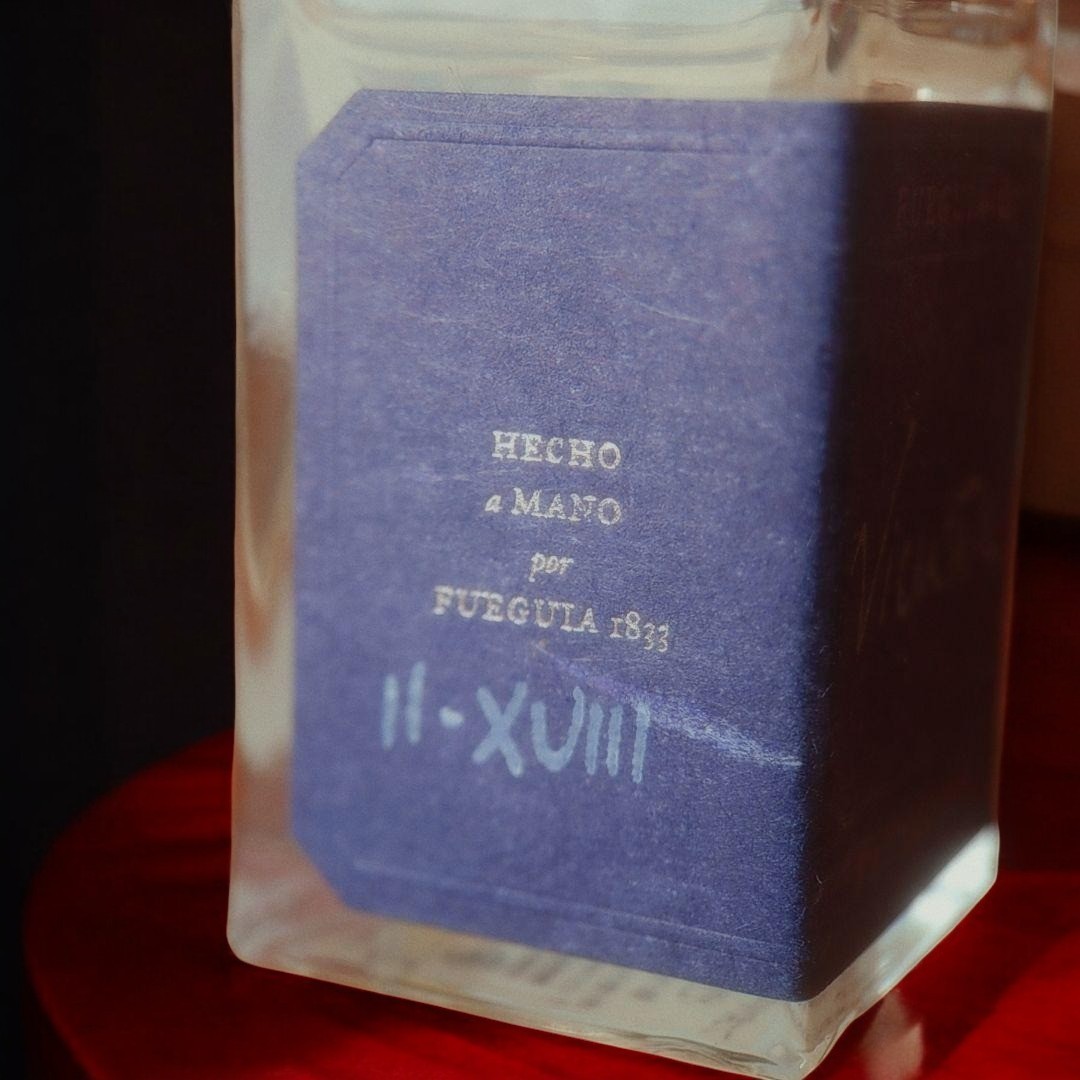 HECHO
a MANO
por
FUEGUIA 1833
II-XVIII